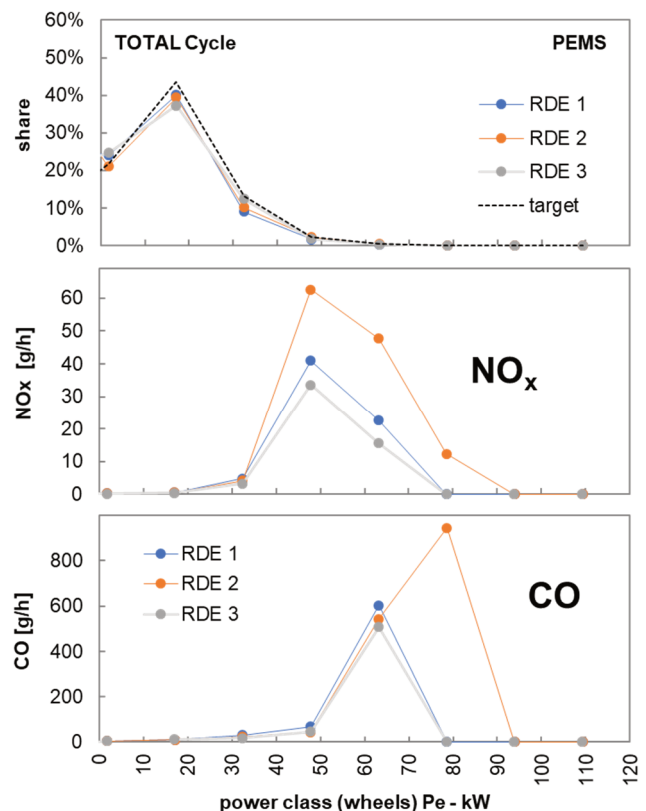 60%
TOTAL Cycle PEMS
50%
40%
30%
20%
10%
0%
share
RDE 1
RDE 2
RDE 3
target
60
50
40
30
20
10
0
NOx [g/h]
NOx
800
600
400
200
0
CO [g/h]
RDE 1
RDE 2
RDE 3
CO
0 10 20 30 40 50 60 70 80 90 100 110 120
power class (wheels) Pe - kW